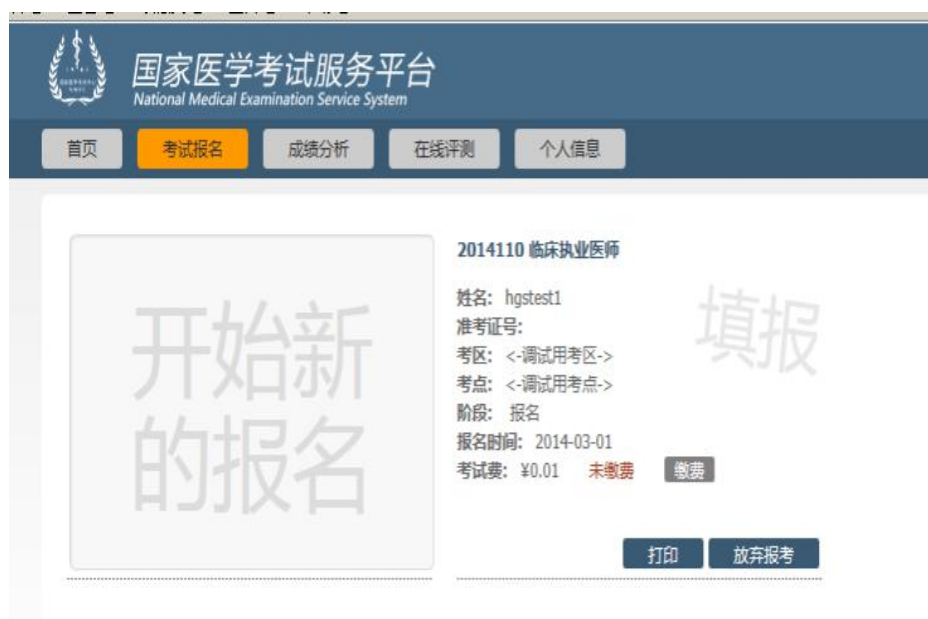 国家医学考试服务平台
National Medical Examination Service System
首页 考试报名 成绩分析 在线评测 个人信息
开始新
的报名
2014110 临床执业医师
填报
姓名: hgstest1
准考证号:
考区: <-调试用考区->
考点: <-调试用考点->
阶段: 报名
报名时间: 2014-03-01
考试费: ¥0.01 未缴费 缴费
打印 放弃报考